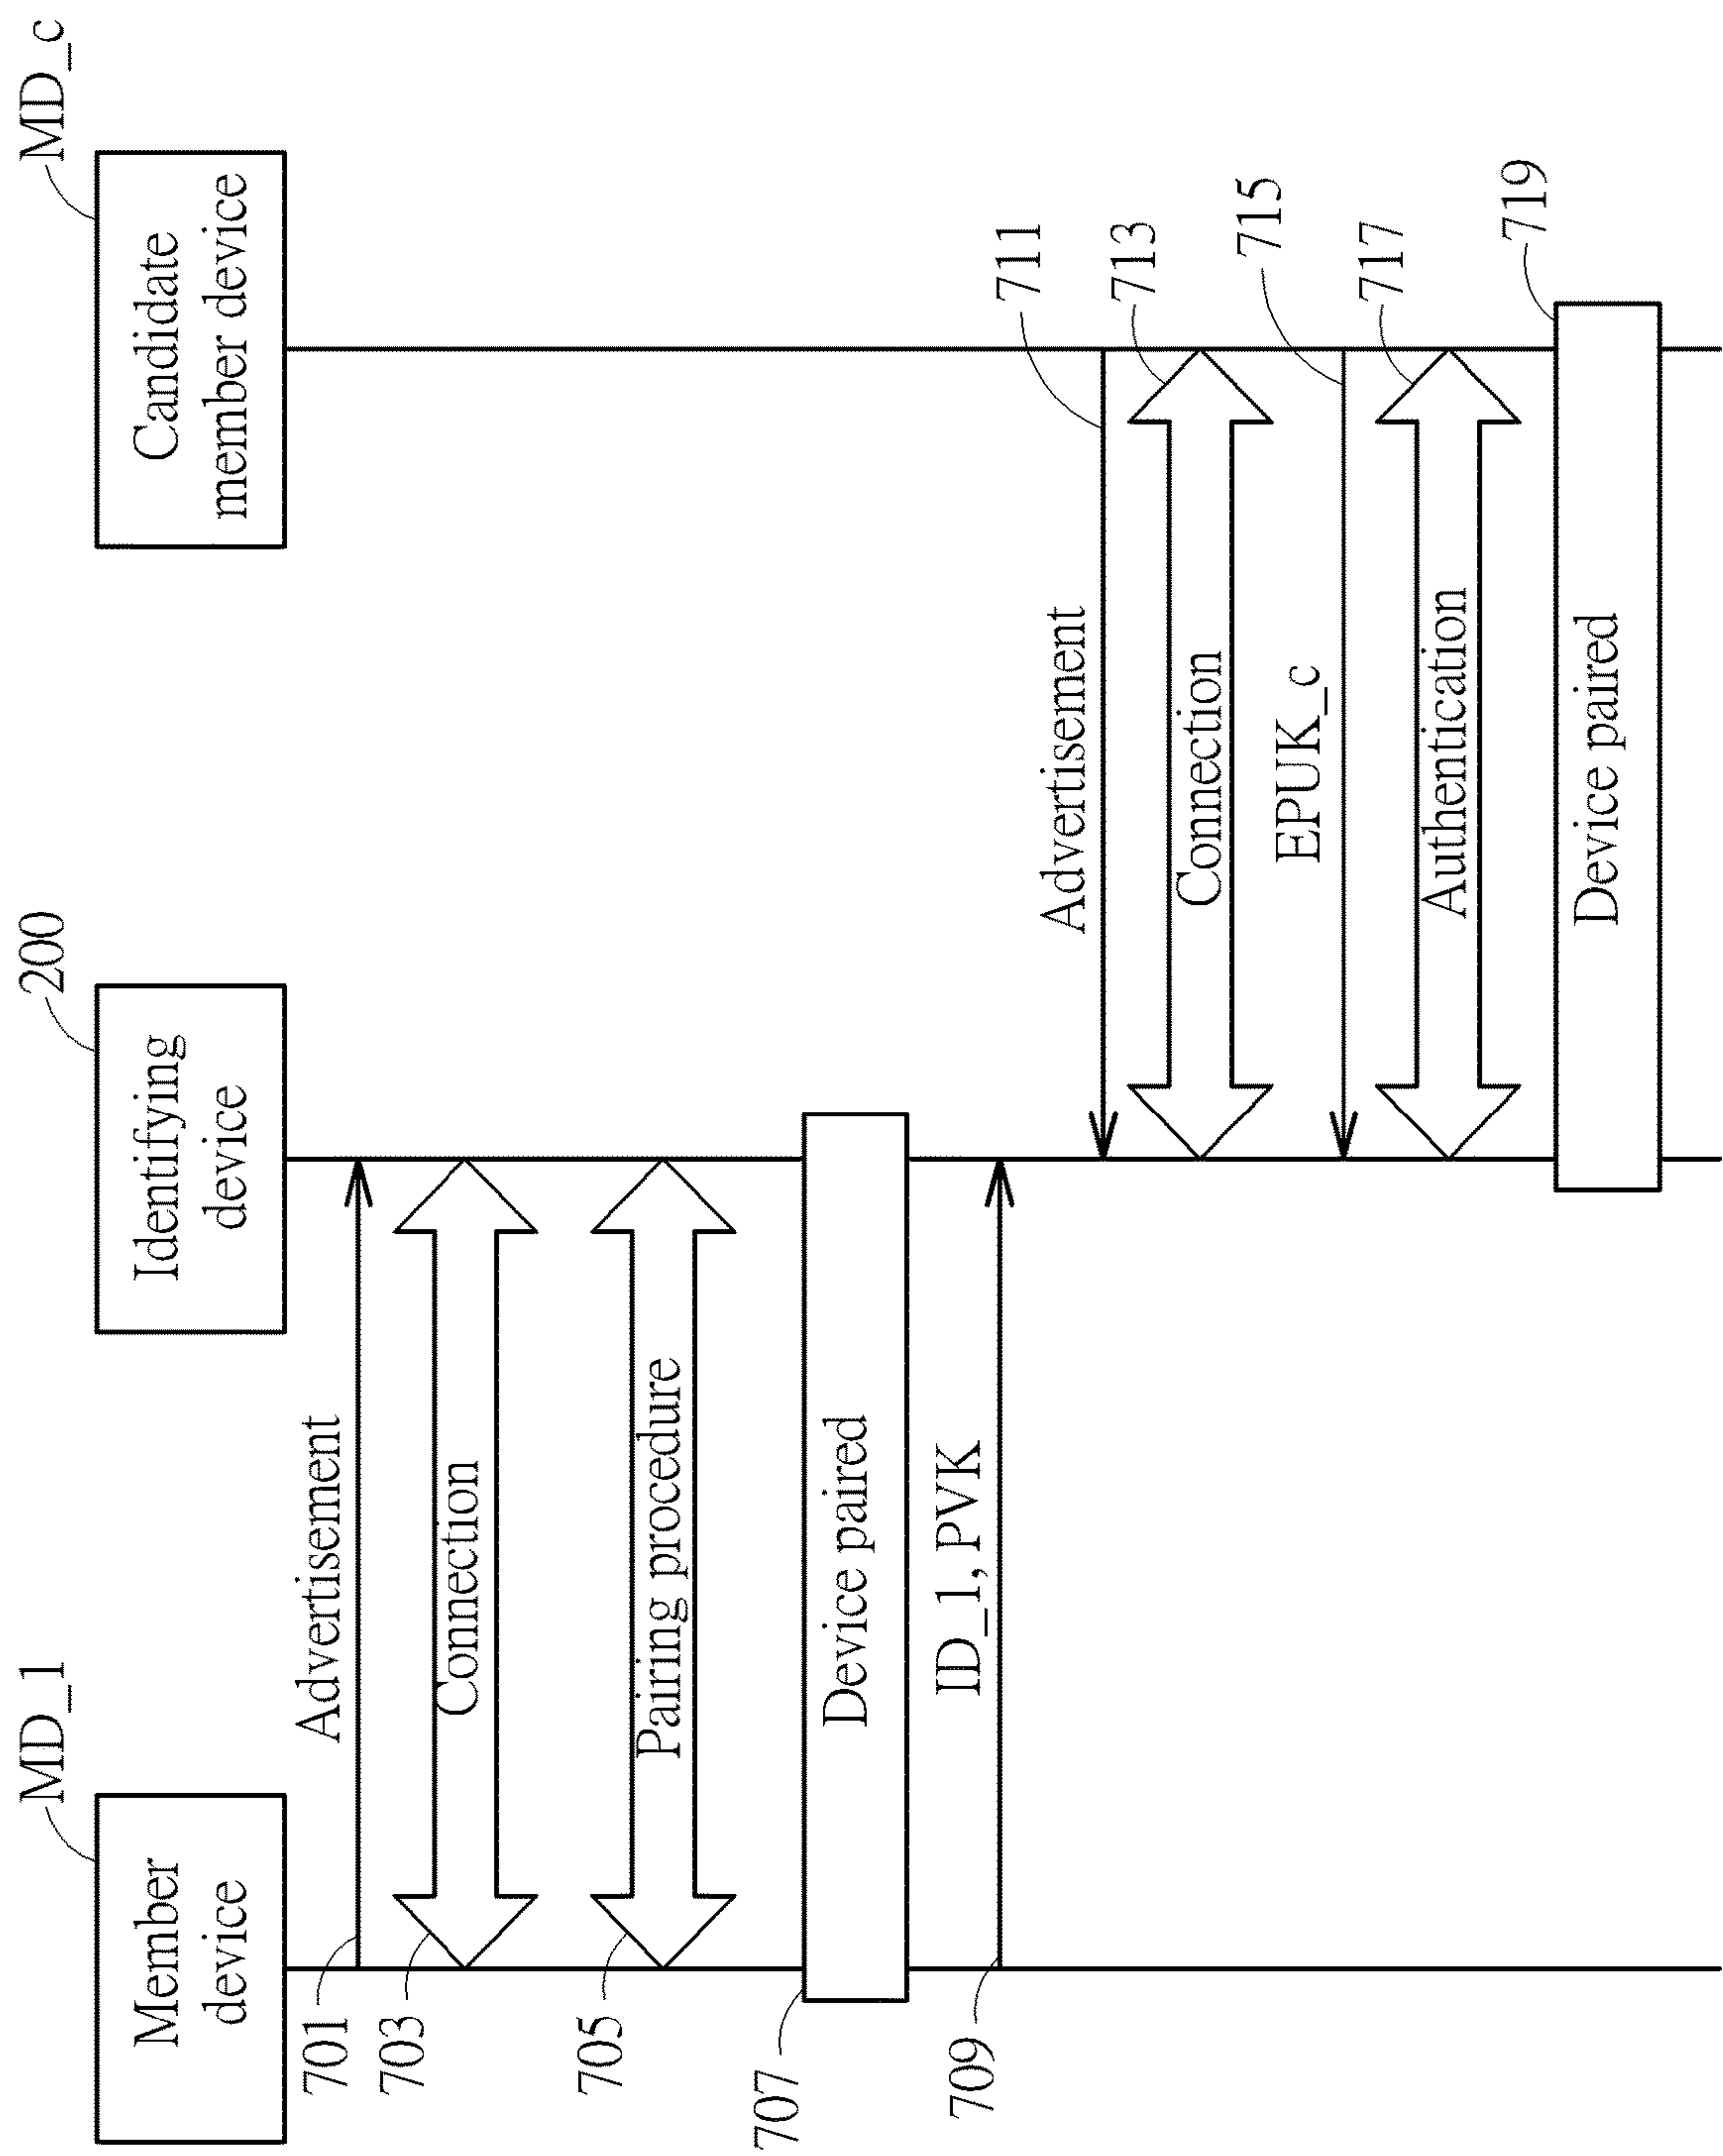 MD_1
200
MD_c
Member
device
Identifying
device
Candidate
member device
701
Advertisement
703
Connection
705
Pairing procedure
707
Device paired
709
ID_1, PVK
Advertisement
711
Connection
713
EPUK_c
715
Authentication
717
Device paired
719